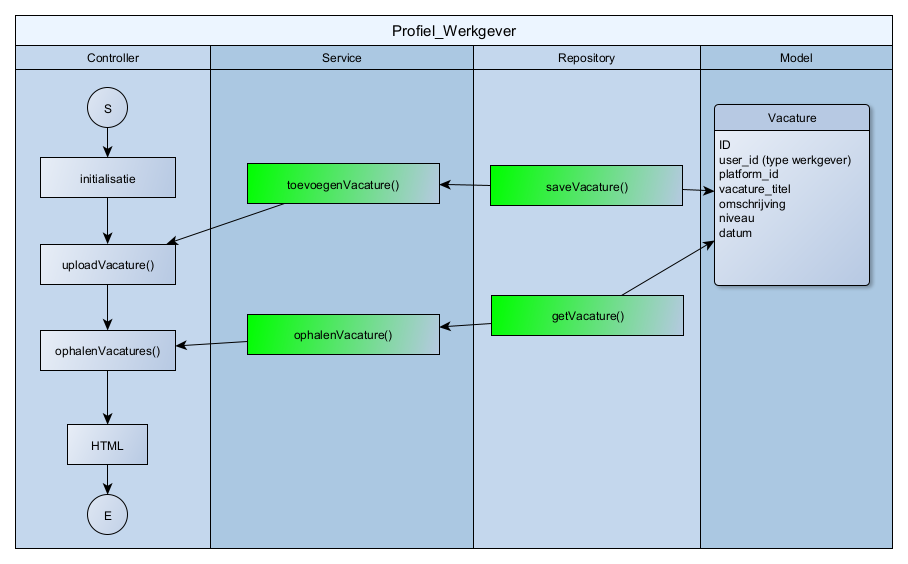 Profiel_Werkgever
Controller
Service
Repository
Model
S
initialisatie
uploadVacature()
ophalenVacatures()
HTML
E
toevoegenVacature()
ophalenVacature()
saveVacature()
getVacature()
Vacature
ID
user_id (type werkgever)
platform_id
vacature_titel
omschrijving
niveau
datum